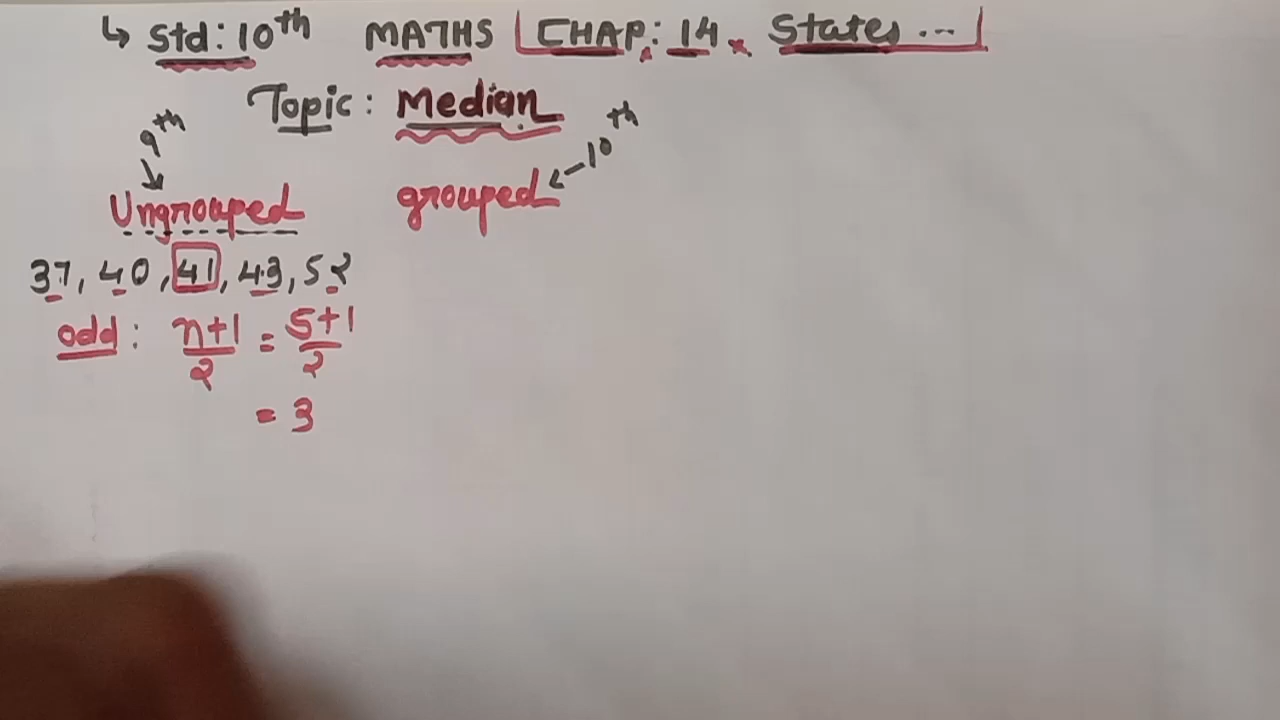 ↳ Std: 10th MATHS CHAP: 14 States...
Topic: Median
9th 10th
Ungrouped grouped
37, 40, 41, 43, 52
odd: n+1/2 = 5+1/2
= 3